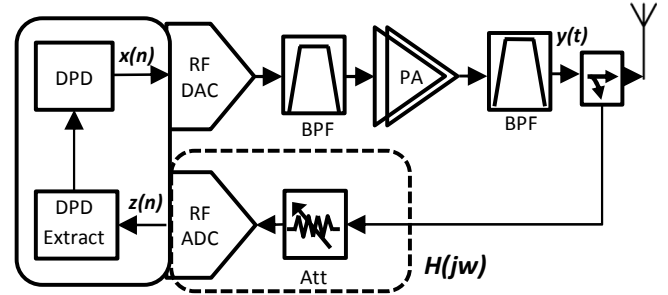 DPD
x(n)
RF
DAC
BPF
PA
BPF
y(t)
DPD
Extract
z(n)
RF
ADC
Att
H(jw)